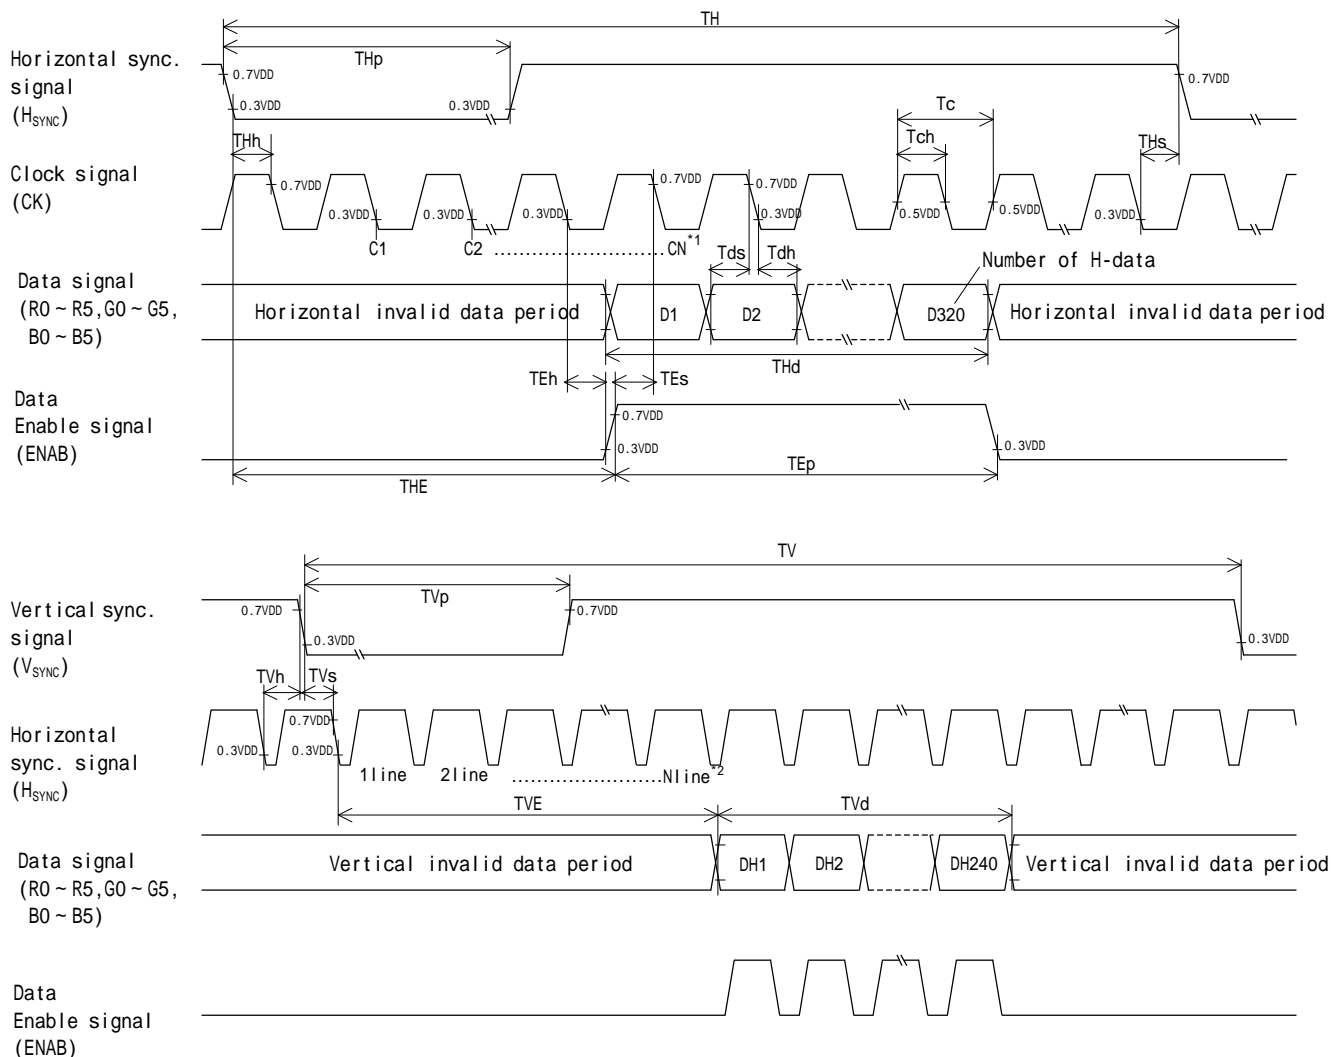 TH
Horizontal sync.
signal
(HSYNC)
THp
0.7VDD
0.3VDD
0.3VDD
0.7VDD
Tc
Tch
THh
THs
Clock signal
(CK)
0.7VDD
0.3VDD
0.3VDD
0.3VDD
0.7VDD
0.7VDD
0.3VDD
0.5VDD
0.5VDD
0.3VDD
C1
C2 ........................ CN*1
Tds
Tdh
Number of H-data
Data signal
(R0~R5,G0~G5,
B0~B5)
Horizontal invalid data period
D1
D2
D320
Horizontal invalid data period
THd
TEh
TEs
Data
Enable signal
(ENAB)
0.7VDD
0.3VDD
0.3VDD
THE
TEp
TV
Vertical sync.
signal
(VSYNC)
TVp
0.7VDD
0.3VDD
0.7VDD
0.3VDD
TVh
TVs
Horizontal
sync. signal
(HSYNC)
0.3VDD
0.7VDD
0.3VDD
1line
2line ........................ Nline*2
TVE
TVd
Data signal
(R0~R5,G0~G5,
B0~B5)
Vertical invalid data period
DH1
DH2
DH240
Vertical invalid data period
Data
Enable signal
(ENAB)